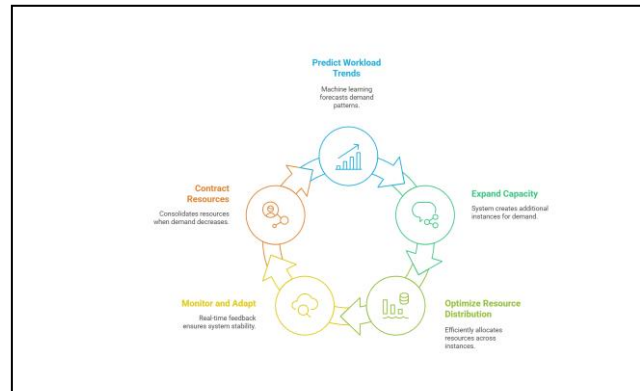 Predict Workload
Trends
Machine learning
forecasts demand
patterns.
Expand Capacity
System creates additional
instances for demand.
Optimize Resource
Distribution
Efficiently allocates
resources across
instances.
Monitor and Adapt
Real-time feedback
ensures system stability.
Contract
Resources
Consolidates resources
when demand decreases.